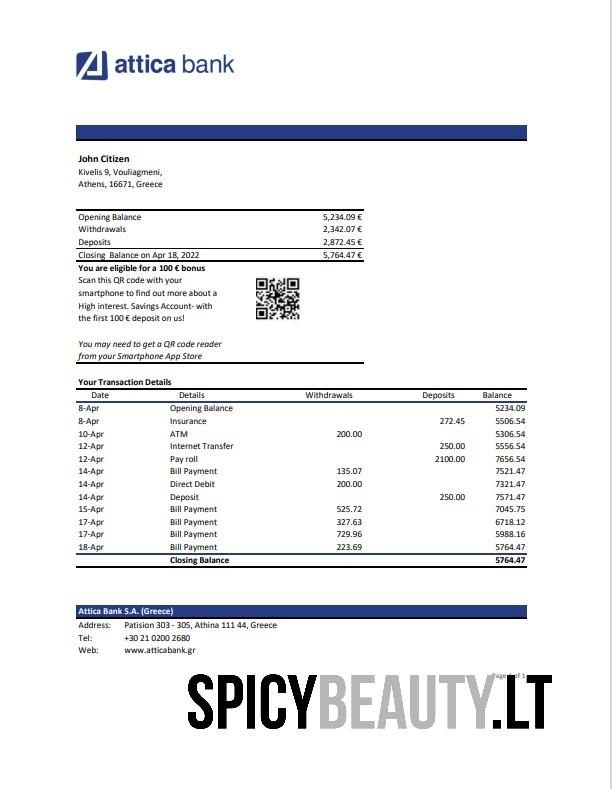 attica bank
John Citizen
Kivelis 9, Vouliagmeni,
Athens, 16671, Greece
Opening Balance 5,234.09 €
Withdrawals 2,342.07 €
Deposits 2,872.45 €
Closing Balance on Apr 18, 2022 5,764.47 €
You are eligible for a 100 € bonus
Scan this QR code with your
smartphone to find out more about a
High interest. Savings Account- with
the first 100 € deposit on us!
You may need to get a QR code reader
from your Smartphone App Store
Your Transaction Details
Date Details Withdrawals Deposits Balance
8-Apr Opening Balance 5234.09
8-Apr Insurance 272.45 5506.54
10-Apr ATM 200.00 5306.54
12-Apr Internet Transfer 250.00 5556.54
12-Apr Pay roll 2100.00 7656.54
14-Apr Bill Payment 135.07 7521.47
14-Apr Direct Debit 200.00 7321.47
14-Apr Deposit 250.00 7571.47
15-Apr Bill Payment 525.72 7045.75
17-Apr Bill Payment 327.63 6718.12
17-Apr Bill Payment 729.96 5988.16
18-Apr Bill Payment 223.69 5764.47
Closing Balance 5764.47
Attica Bank S.A. (Greece)
Address: Patision 303 - 305, Athina 111 44, Greece
Tel: +30 21 0200 2680
Web: www.atticabank.gr
Page of 1
SPICYBEAUTY.LT